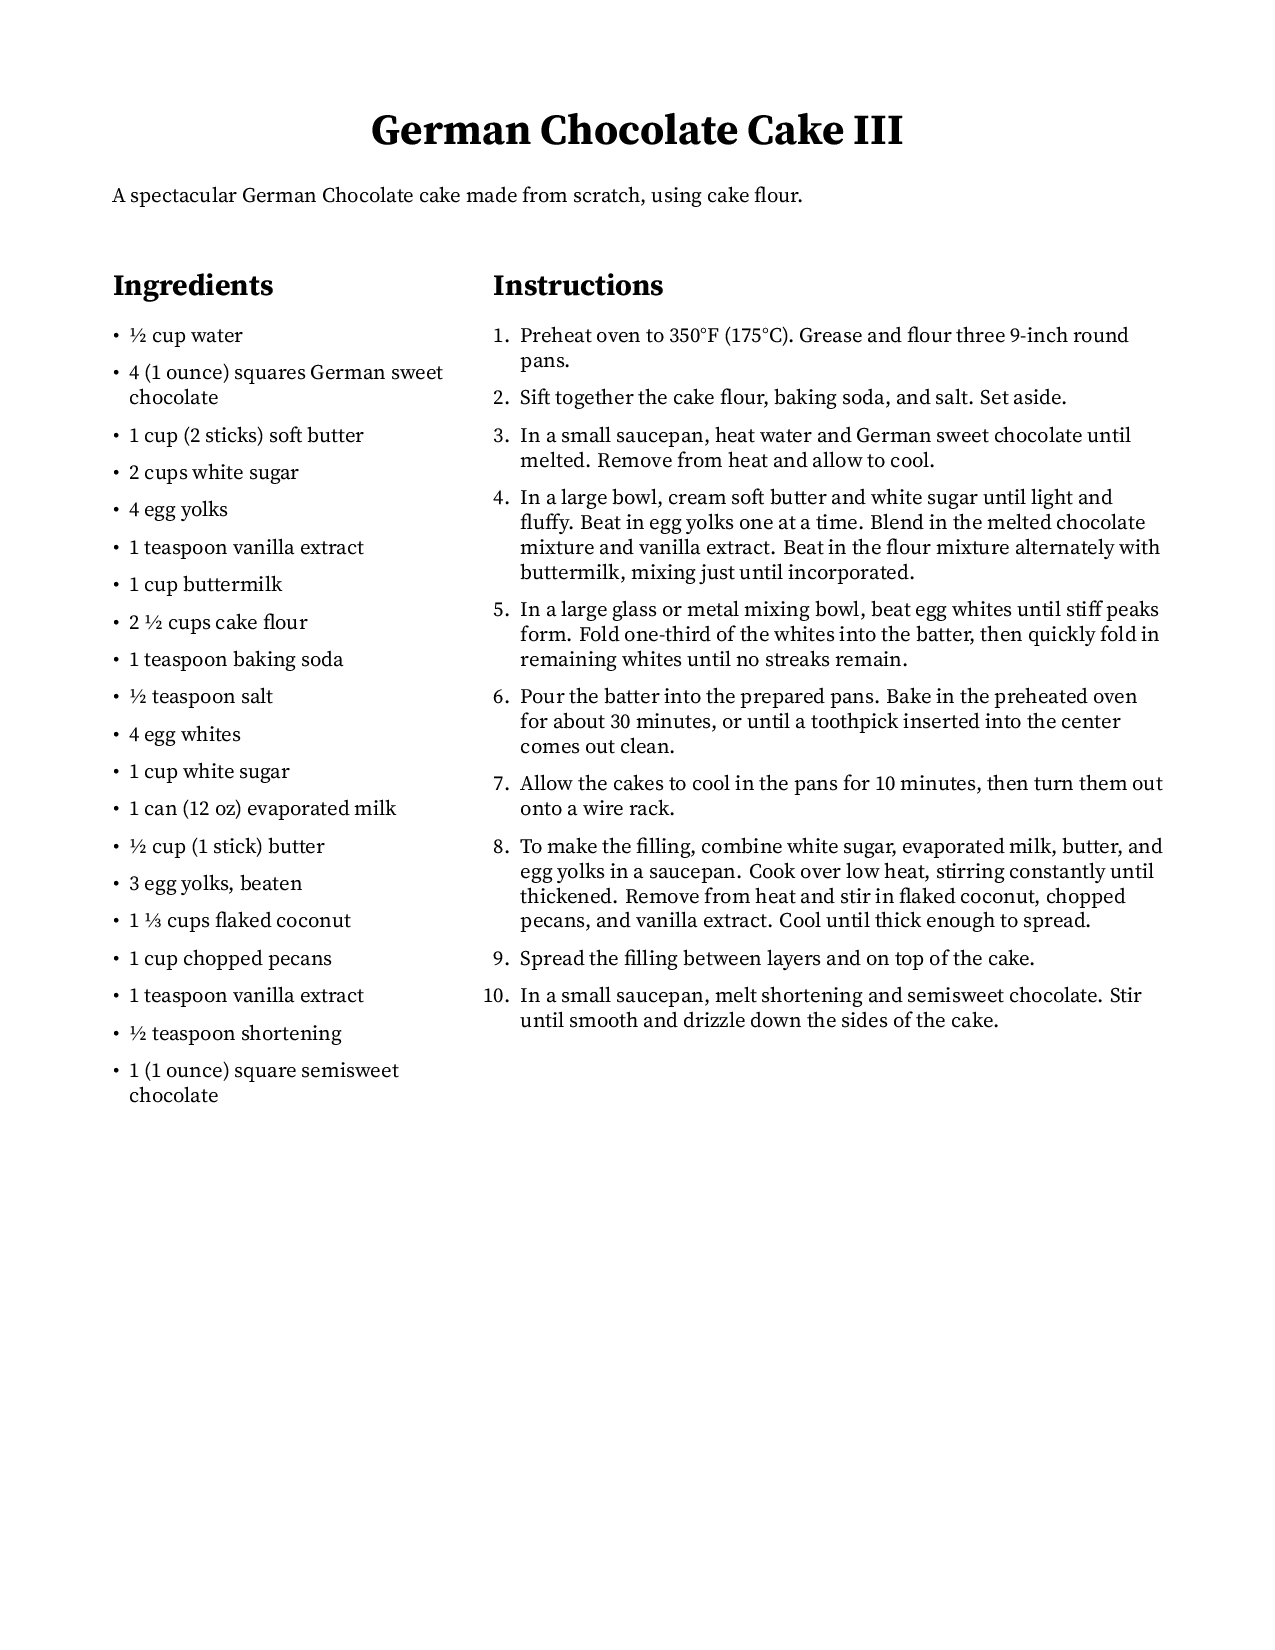 German Chocolate Cake III
A spectacular German Chocolate cake made from scratch, using cake flour.
Ingredients
• ½ cup water
• 4 (1 ounce) squares German sweet
chocolate
• 1 cup (2 sticks) soft butter
• 2 cups white sugar
• 4 egg yolks
• 1 teaspoon vanilla extract
• 1 cup buttermilk
• 2 ½ cups cake flour
• 1 teaspoon baking soda
• ½ teaspoon salt
• 4 egg whites
• 1 cup white sugar
• 1 can (12 oz) evaporated milk
• ½ cup (1 stick) butter
• 3 egg yolks, beaten
• 1 ⅓ cups flaked coconut
• 1 cup chopped pecans
• 1 teaspoon vanilla extract
• ½ teaspoon shortening
• 1 (1 ounce) square semisweet
chocolate
Instructions
1. Preheat oven to 350°F (175°C). Grease and flour three 9-inch round
pans.
2. Sift together the cake flour, baking soda, and salt. Set aside.
3. In a small saucepan, heat water and German sweet chocolate until
melted. Remove from heat and allow to cool.
4. In a large bowl, cream soft butter and white sugar until light and
fluffy. Beat in egg yolks one at a time. Blend in the melted chocolate
mixture and vanilla extract. Beat in the flour mixture alternately with
buttermilk, mixing just until incorporated.
5. In a large glass or metal mixing bowl, beat egg whites until stiff peaks
form. Fold one-third of the whites into the batter, then quickly fold in
remaining whites until no streaks remain.
6. Pour the batter into the prepared pans. Bake in the preheated oven
for about 30 minutes, or until a toothpick inserted into the center
comes out clean.
7. Allow the cakes to cool in the pans for 10 minutes, then turn them out
onto a wire rack.
8. To make the filling, combine white sugar, evaporated milk, butter, and
egg yolks in a saucepan. Cook over low heat, stirring constantly until
thickened. Remove from heat and stir in flaked coconut, chopped
pecans, and vanilla extract. Cool until thick enough to spread.
9. Spread the filling between layers and on top of the cake.
10. In a small saucepan, melt shortening and semisweet chocolate. Stir
until smooth and drizzle down the sides of the cake.